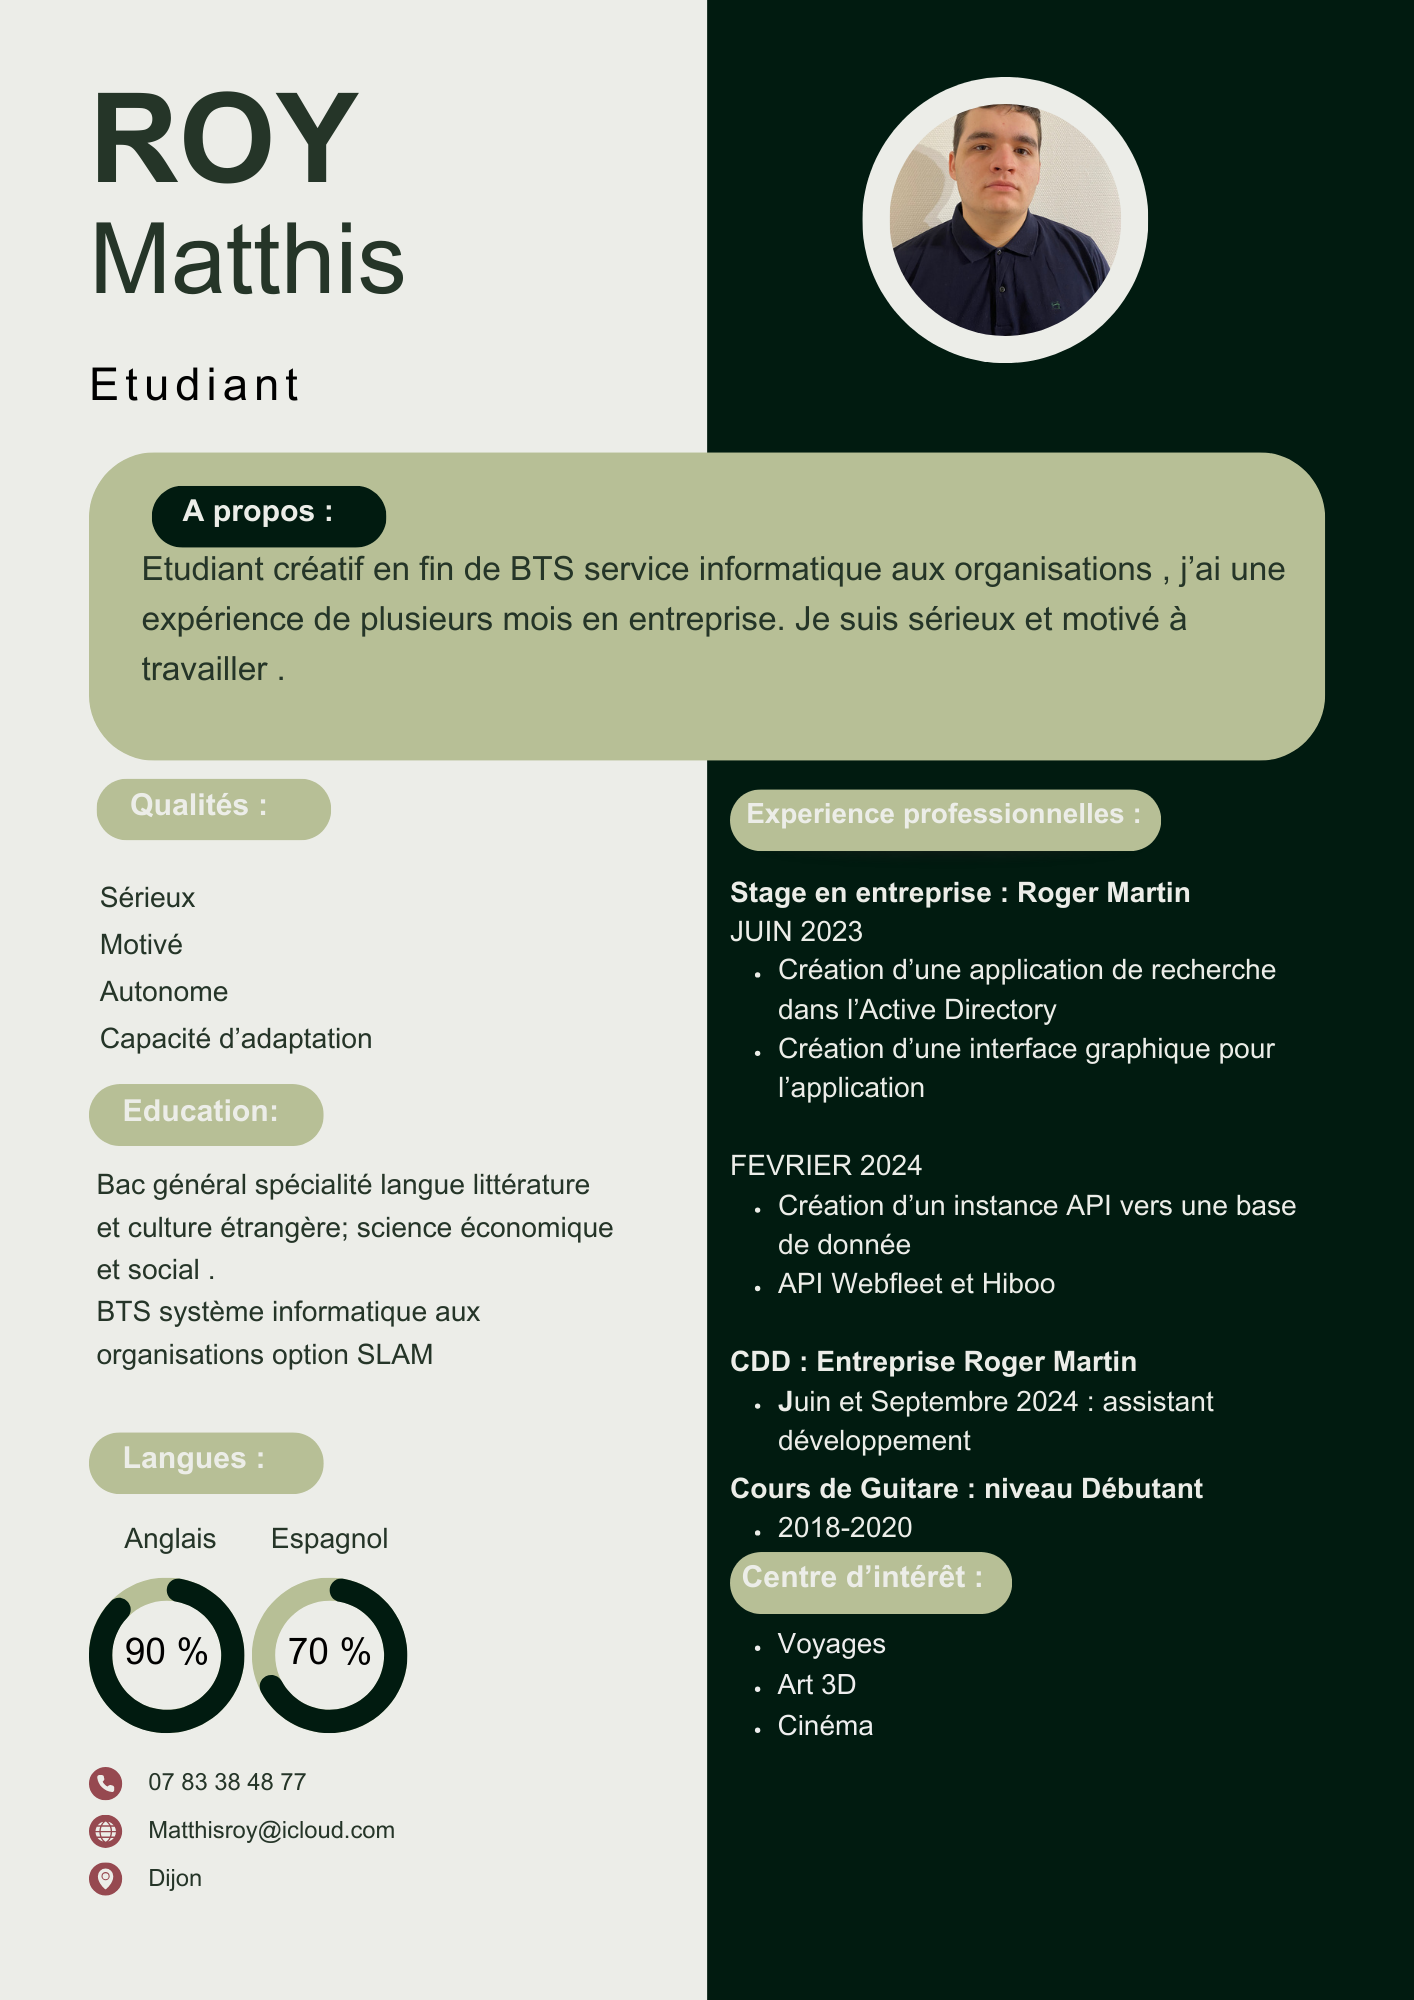 ROY
Matthis
Etudiant
A propos :
Etudiant créatif en fin de BTS service informatique aux organisations , j’ai une
expérience de plusieurs mois en entreprise. Je suis sérieux et motivé à
travailler .
Qualités :
Sérieux
Motivé
Autonome
Capacité d’adaptation
Education:
Bac général spécialité langue littérature
et culture étrangère; science économique
et social .
BTS système informatique aux
organisations option SLAM
Langues :
Anglais Espagnol
90 % 70 %
07 83 38 48 77
Matthisroy@icloud.com
Dijon
Experience professionnelles :
Stage en entreprise : Roger Martin
JUIN 2023
• Création d’une application de recherche
dans l’Active Directory
• Création d’une interface graphique pour
l’application
FEVRIER 2024
• Création d’un instance API vers une base
de donnée
• API Webfleet et Hiboo
CDD : Entreprise Roger Martin
• Juin et Septembre 2024 : assistant
développement
Cours de Guitare : niveau Débutant
• 2018-2020
Centre d’intérêt :
• Voyages
• Art 3D
• Cinéma